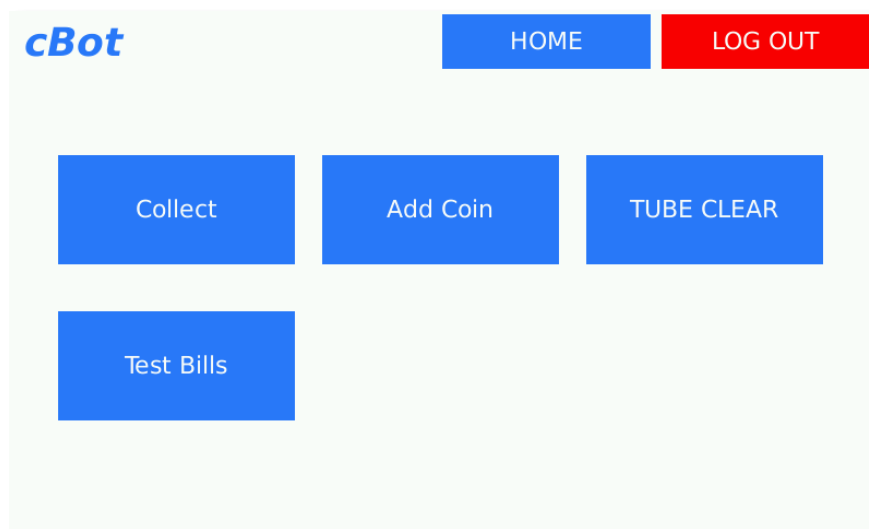 cBot
HOME
LOG OUT
Collect
Add Coin
TUBE CLEAR
Test Bills